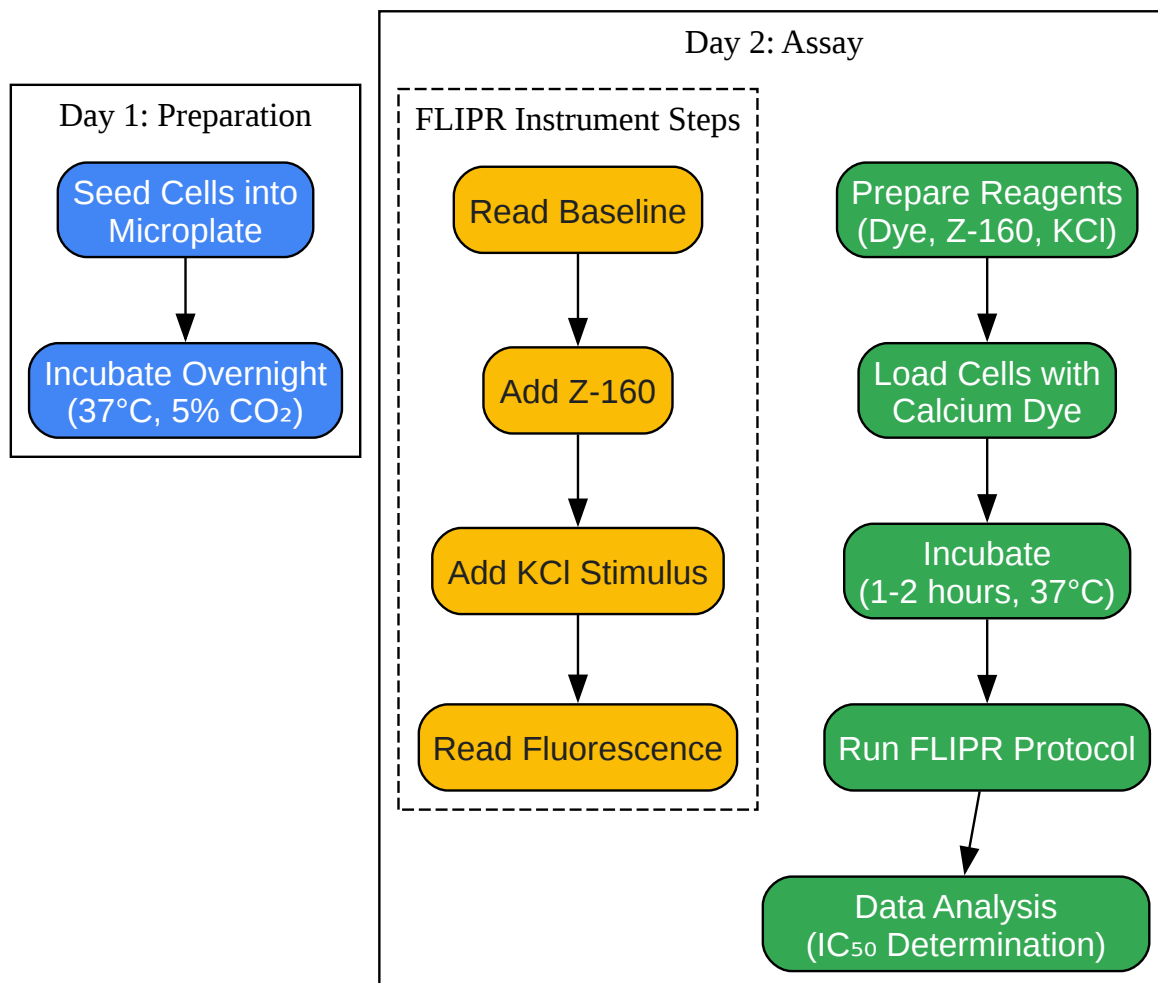 Day 2: Assay
Day 1: Preparation
Seed Cells into
Microplate
Incubate Overnight
(37°C, 5% CO₂)
FLIPR Instrument Steps
Read Baseline
Add Z-160
Add KCl Stimulus
Read Fluorescence
Prepare Reagents
(Dye, Z-160, KCl)
Load Cells with
Calcium Dye
Incubate
(1-2 hours, 37°C)
Run FLIPR Protocol
Data Analysis
(IC₅₀ Determination)